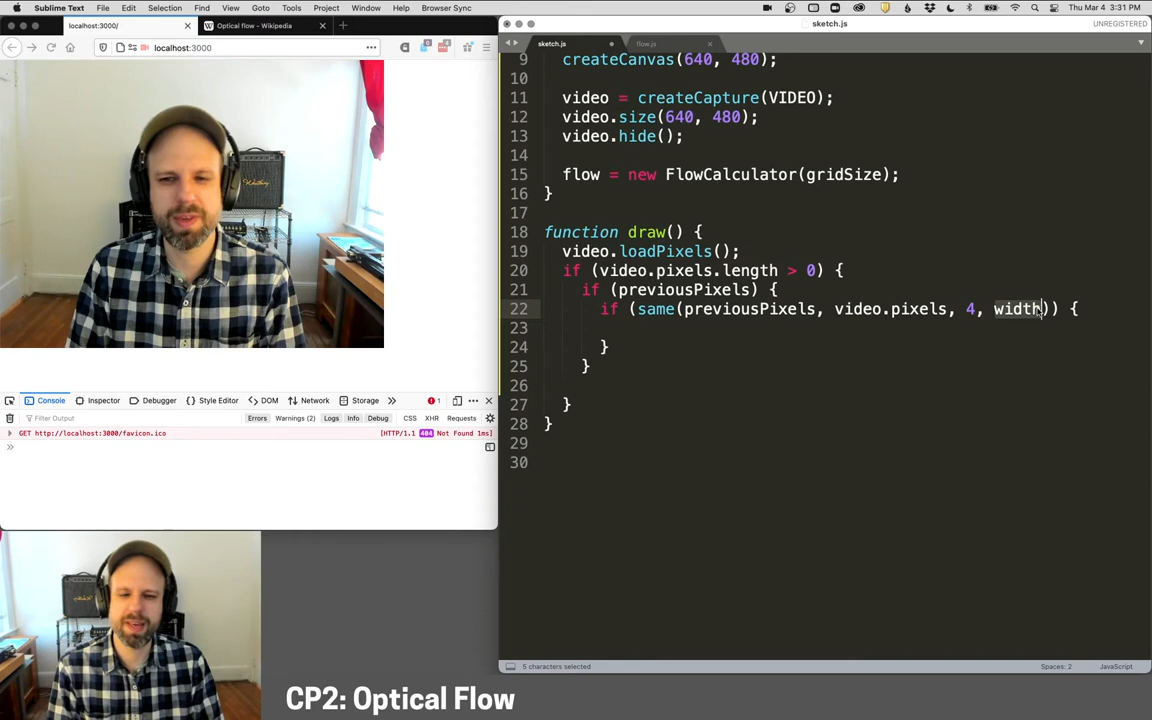 Sublime Text File Edit Selection Find View Goto Tools Project Window Help Browser Sync Thu Mar 4 3:31 PM
localhost:3000/ Optical flow - Wikipedia
localhost:3000
sketch.js UNREGISTERED
sketch.js flow.js
9 createCanvas(640, 480);
10
11 video = createCapture(VIDEO);
12 video.size(640, 480);
13 video.hide();
14
15 flow = new FlowCalculator(gridSize);
16 }
17
18 function draw() {
19 video.loadPixels();
20 if (video.pixels.length > 0) {
21 if (previousPixels) {
22 if (same(previousPixels, video.pixels, 4, width)) {
23
24 }
25 }
26
27 }
28 }
29
30
Console Inspector Debugger Style Editor DOM Network Storage 1
Filter Output Errors Warnings (2) Logs Info Debug CSS XHR Requests
GET http://localhost:3000/favicon.ico [HTTP/1.1 404 Not Found 1ms]
5 characters selected Spaces: 2 JavaScript
CP2: Optical Flow